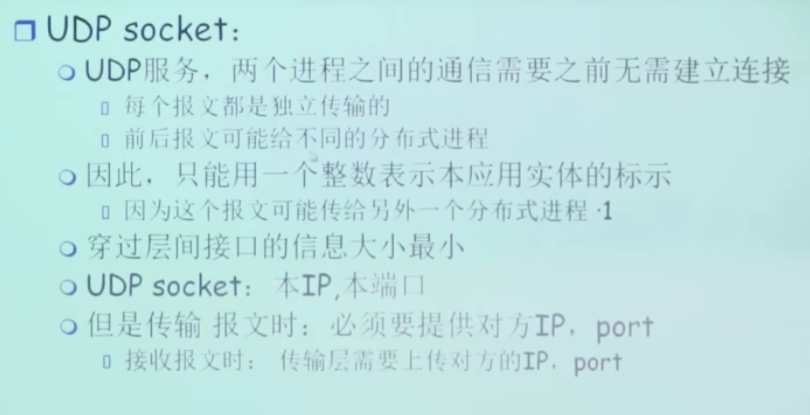 UDP socket:
UDP服务，两个进程之间的通信需要之前无需建立连接
每个报文都是独立传输的
前后报文可能给不同的分布式进程
因此，只能用一个整数表示本应用实体的标示
因为这个报文可能传给另外一个分布式进程 ·1
穿过层间接口的信息大小最小
UDP socket：本IP,本端口
但是传输 报文时：必须要提供对方IP，port
接收报文时： 传输层需要上传对方的IP，port